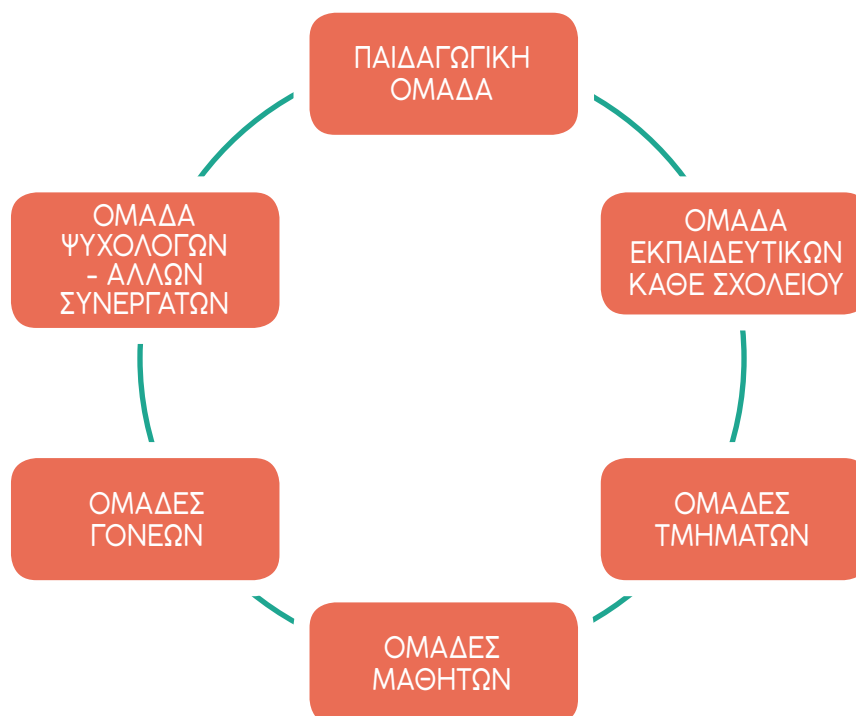 ΠΑΙΔΑΓΩΓΙΚΗ
ΟΜΑΔΑ
ΟΜΑΔΑ
ΕΚΠΑΙΔΕΥΤΙΚΩΝ
ΚΑΘΕ ΣΧΟΛΕΙΟΥ
ΟΜΑΔΕΣ
ΤΜΗΜΑΤΩΝ
ΟΜΑΔΕΣ
ΜΑΘΗΤΩΝ
ΟΜΑΔΕΣ
ΓΟΝΕΩΝ
ΟΜΑΔΑ
ΨΥΧΟΛΟΓΩΝ
– ΑΛΛΩΝ
ΣΥΝΕΡΓΑΤΩΝ